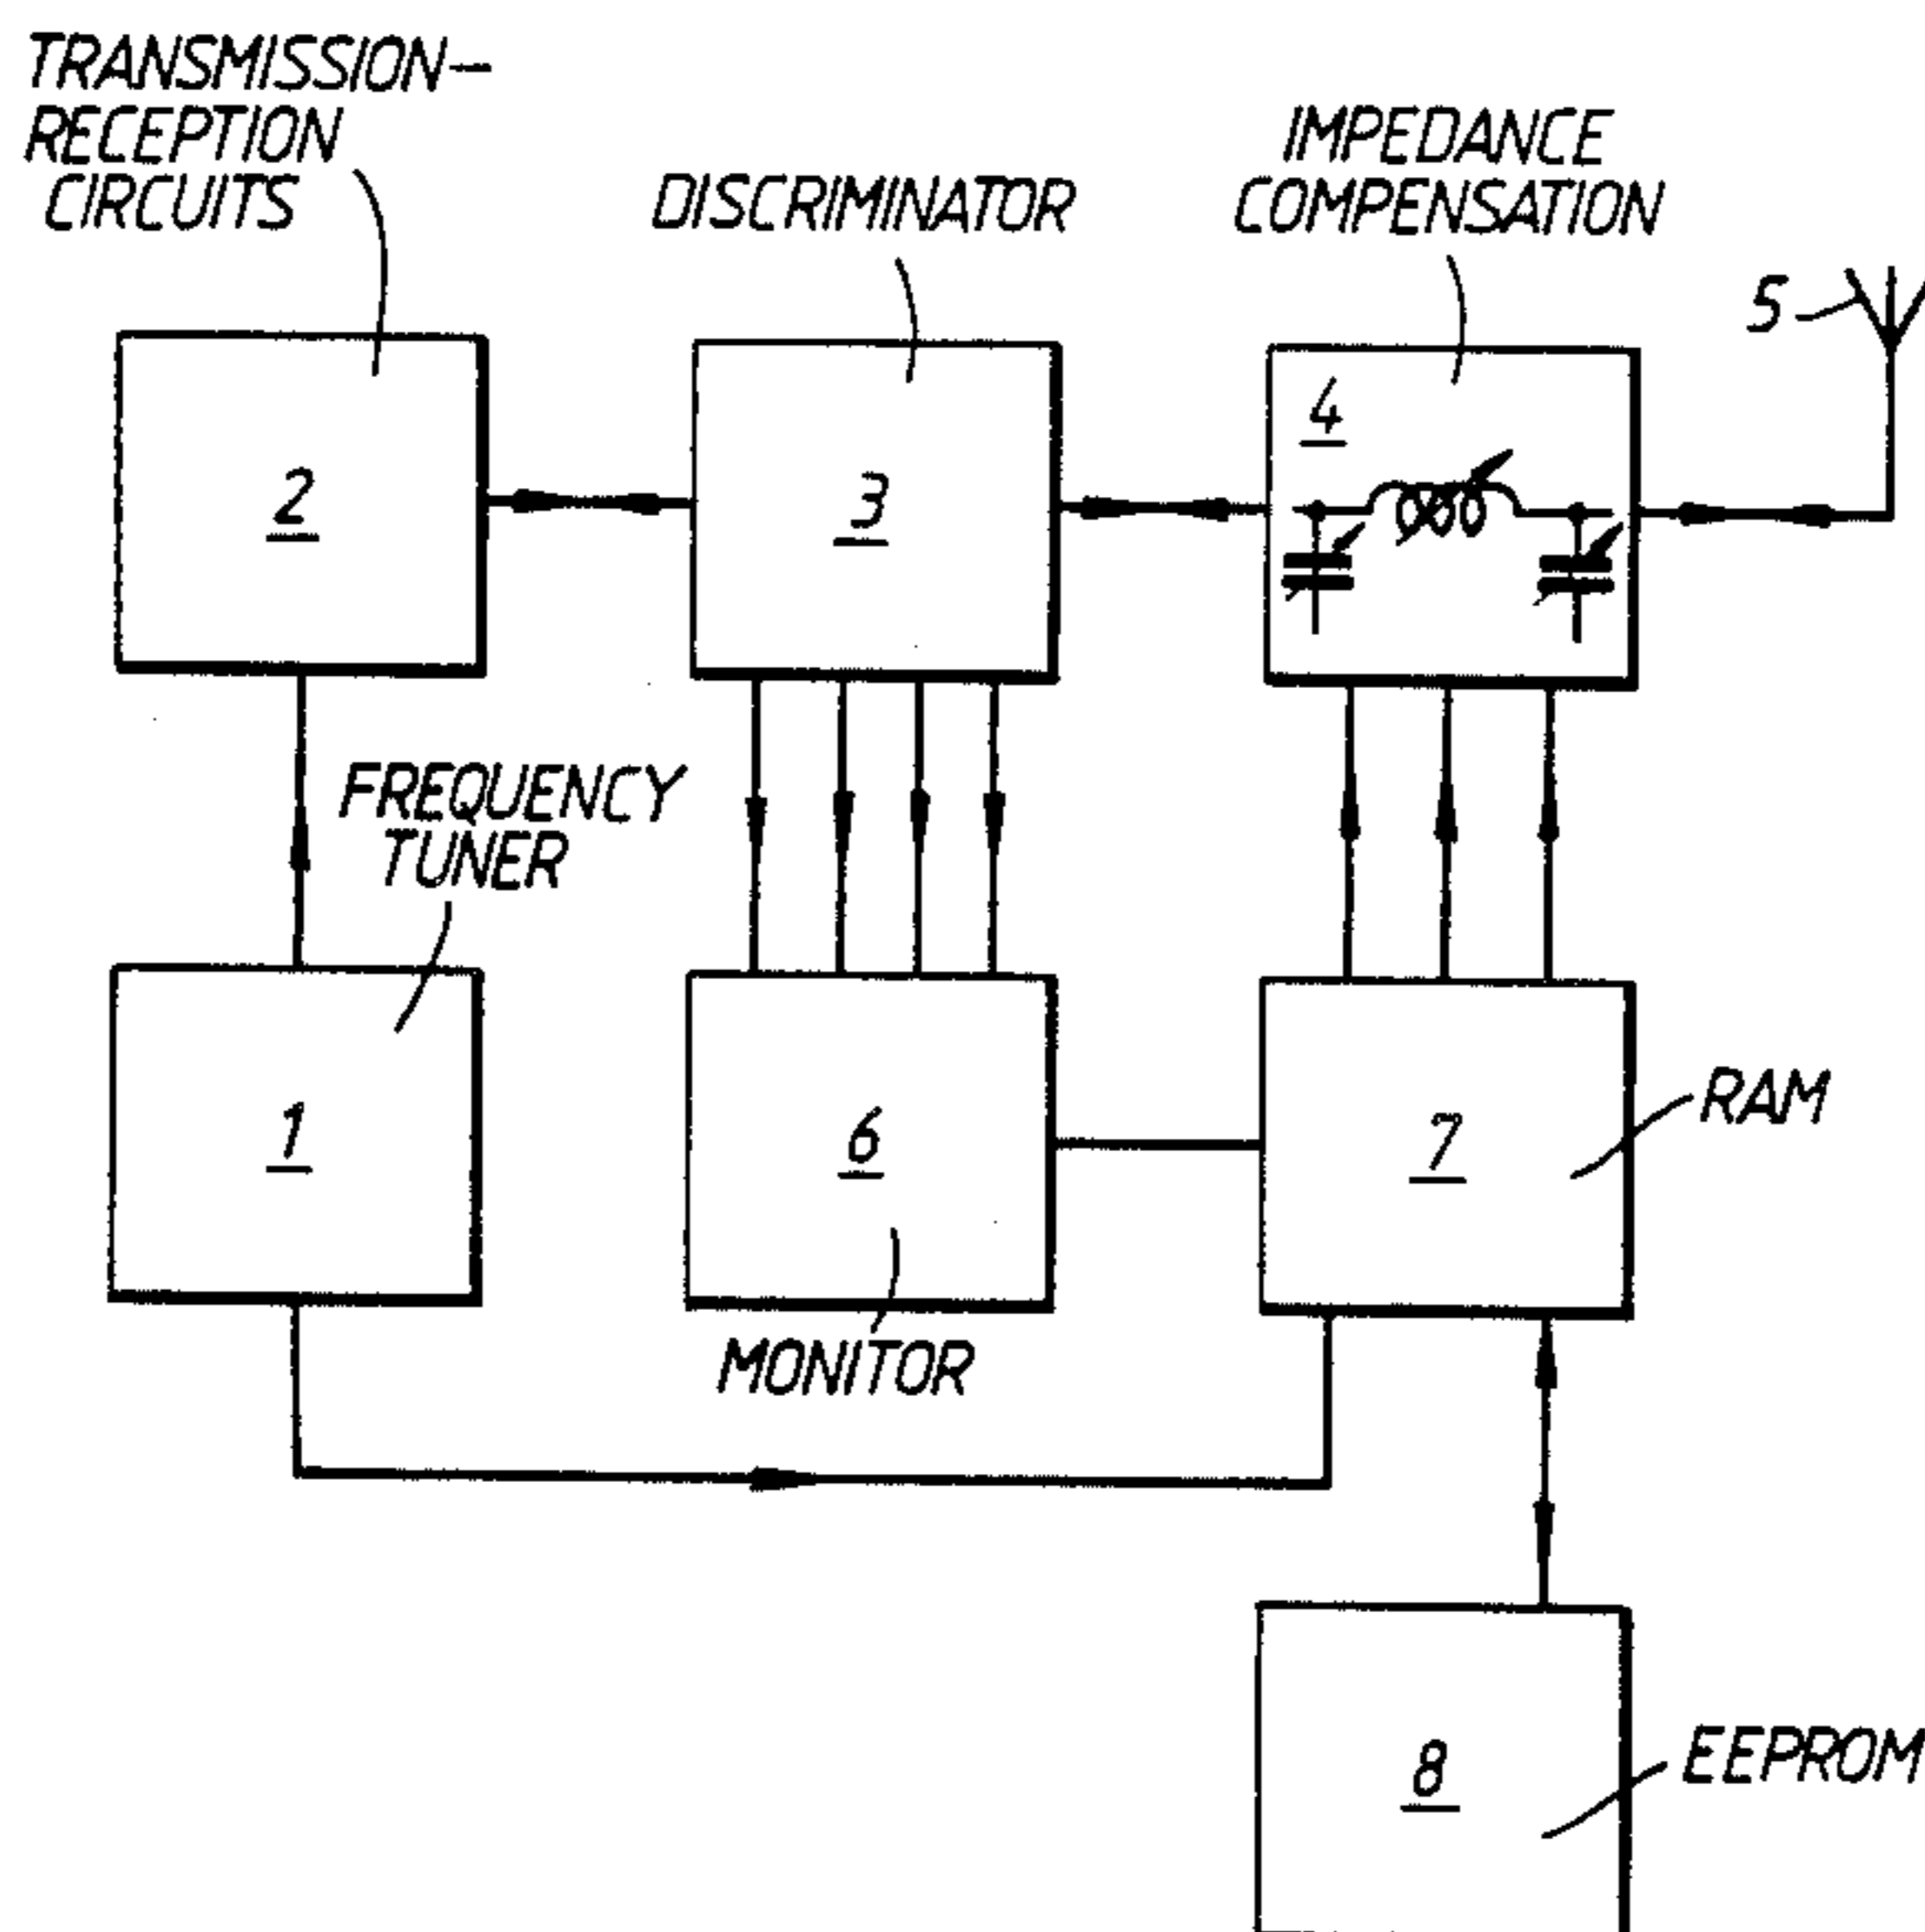 TRANSMISSION-
RECEPTION
CIRCUITS
DISCRIMINATOR
IMPEDANCE
COMPENSATION
5
2
3
4
FREQUENCY
TUNER
1
6
7
RAM
MONITOR
8
EEPROM